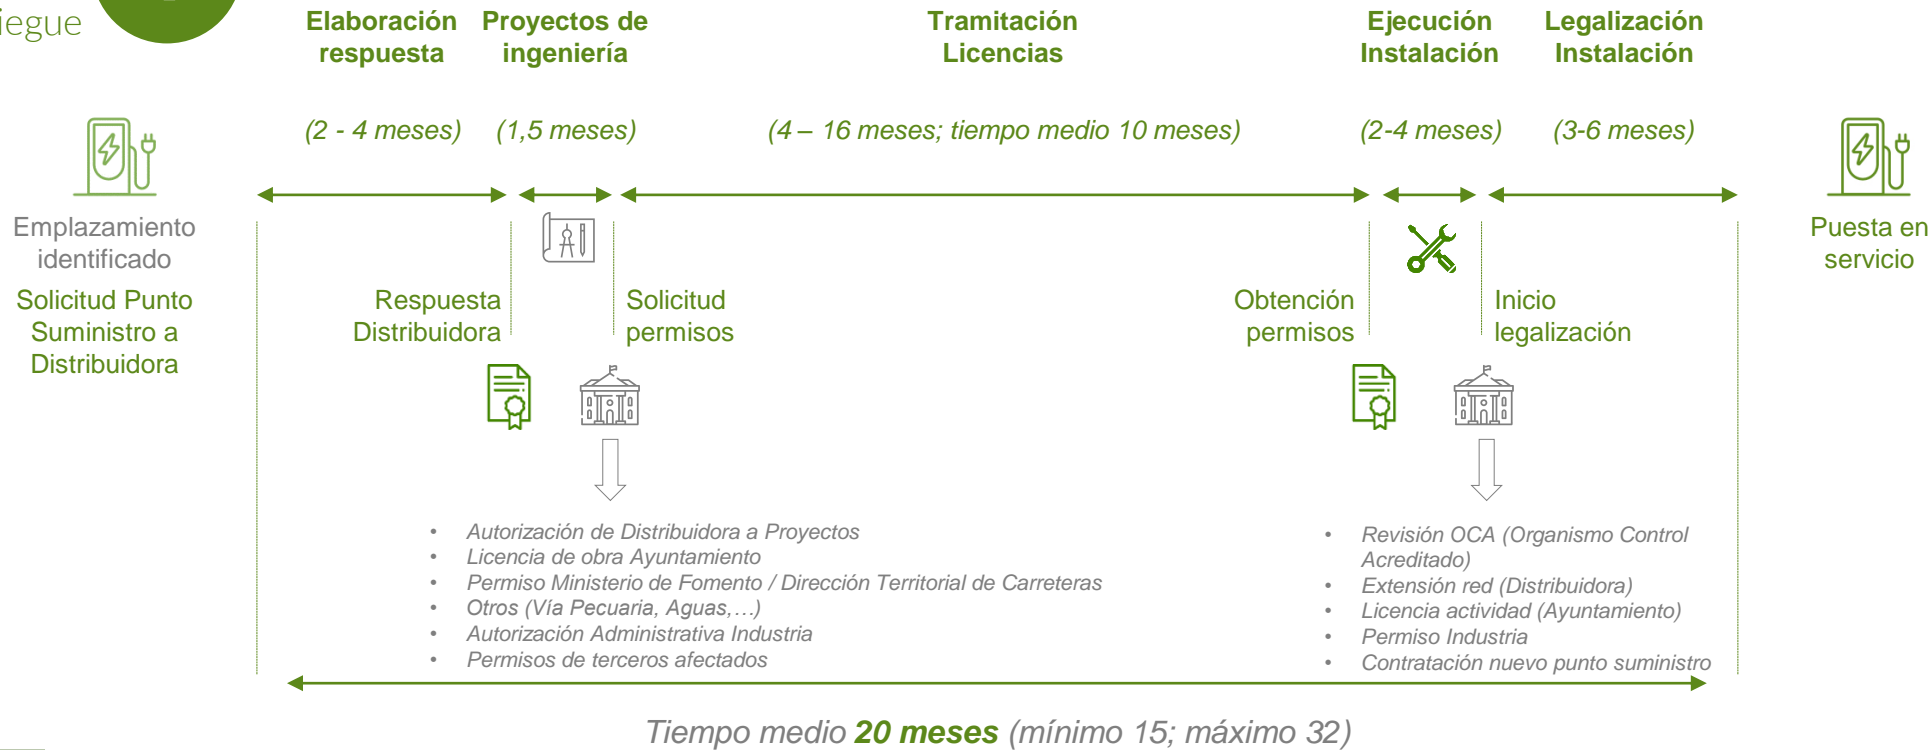 Elaboración
respuesta
Proyectos de
ingeniería
Tramitación
Licencias
Ejecución
Instalación
Legalización
Instalación
(2 - 4 meses)
(1,5 meses)
(4 – 16 meses; tiempo medio 10 meses)
(2-4 meses)
(3-6 meses)
Emplazamiento
identificado
Solicitud Punto
Suministro a
Distribuidora
Respuesta
Distribuidora
Solicitud
permisos
Obtención
permisos
Inicio
legalización
Puesta en
servicio
• Autorización de Distribuidora a Proyectos
• Licencia de obra Ayuntamiento
• Permiso Ministerio de Fomento / Dirección Territorial de Carreteras
• Otros (Vía Pecuaria, Aguas,…)
• Autorización Administrativa Industria
• Permisos de terceros afectados
• Revisión OCA (Organismo Control
Acreditado)
• Extensión red (Distribuidora)
• Licencia actividad (Ayuntamiento)
• Permiso Industria
• Contratación nuevo punto suministro
Tiempo medio 20 meses (mínimo 15; máximo 32)